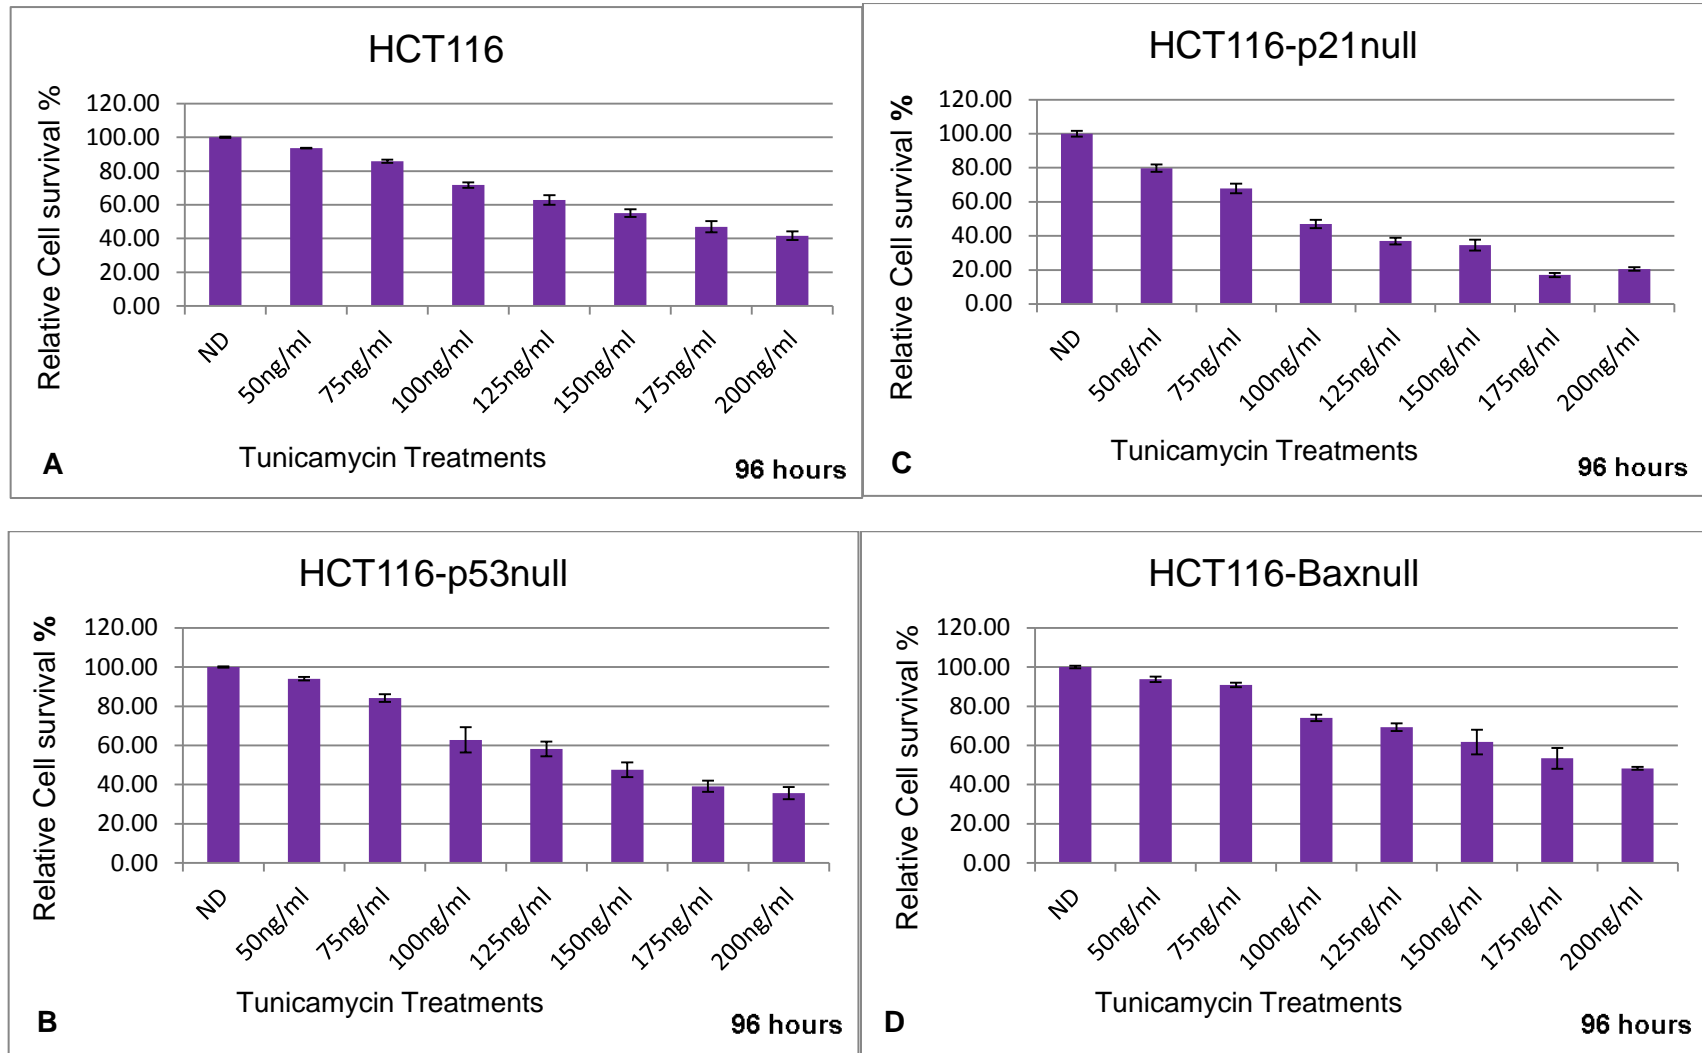 HCT116
Relative Cell survival %
120.00
100.00
80.00
60.00
40.00
20.00
0.00
ND
50ng/ml
75ng/ml
100ng/ml
125ng/ml
150ng/ml
175ng/ml
200ng/ml
Tunicamycin Treatments
A
96 hours
HCT116-p21null
Relative Cell survival %
120.00
100.00
80.00
60.00
40.00
20.00
0.00
ND
50ng/ml
75ng/ml
100ng/ml
125ng/ml
150ng/ml
175ng/ml
200ng/ml
Tunicamycin Treatments
C
96 hours
HCT116-p53null
Relative Cell survival %
120.00
100.00
80.00
60.00
40.00
20.00
0.00
ND
50ng/ml
75ng/ml
100ng/ml
125ng/ml
150ng/ml
175ng/ml
200ng/ml
Tunicamycin Treatments
B
96 hours
HCT116-Baxnull
Relative Cell survival %
120.00
100.00
80.00
60.00
40.00
20.00
0.00
ND
50ng/ml
75ng/ml
100ng/ml
125ng/ml
150ng/ml
175ng/ml
200ng/ml
Tunicamycin Treatments
D
96 hours